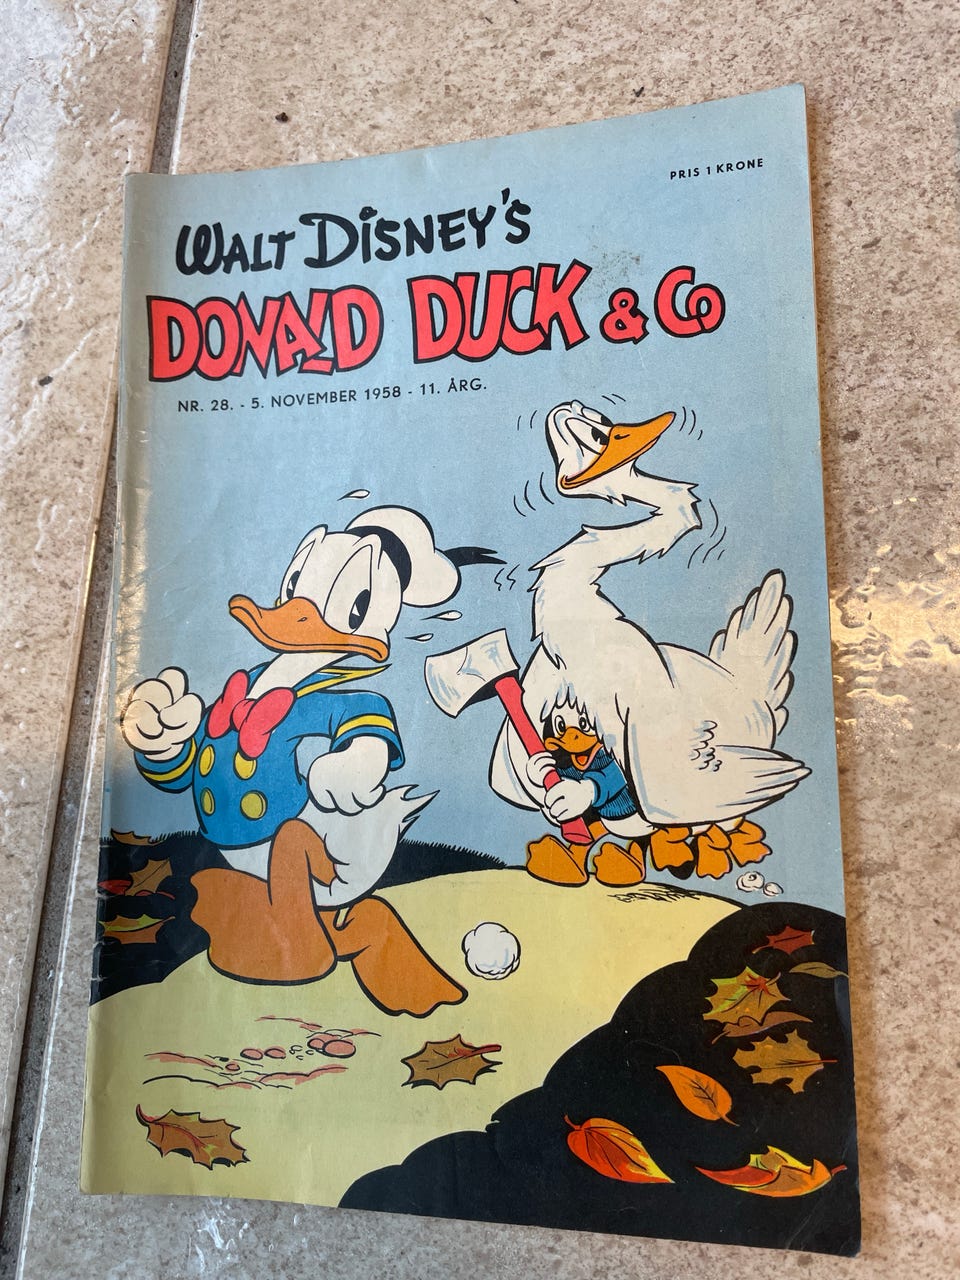 PRIS 1 KRONE
WALT DISNEY'S
DONALD DUCK & Co
NR. 28. - 5. NOVEMBER 1958 - 11. ÅRG.